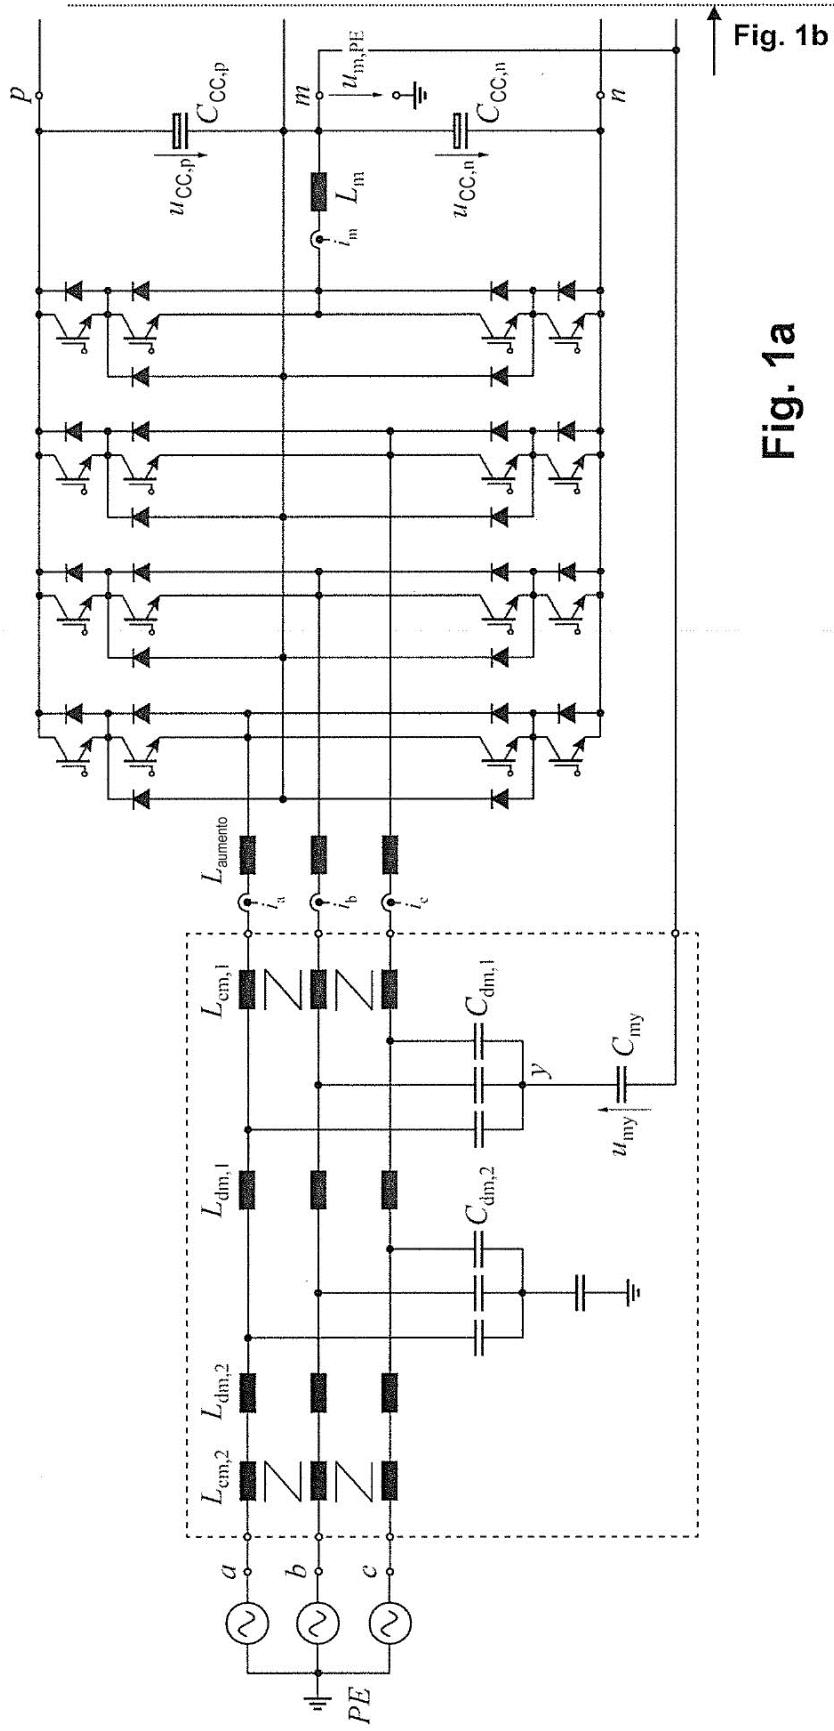 Fig. 1b
Fig. 1a
PE
a
b
c
L_cm,2
L_dm,2
L_dm,1
L_cm,1
L_aumento
i_a
i_b
i_c
C_dm,2
C_dm,1
y
C_my
u_my
i_m
L_m
u_CC,p
C_CC,p
u_CC,n
C_CC,n
p
m
u_m,PE
n